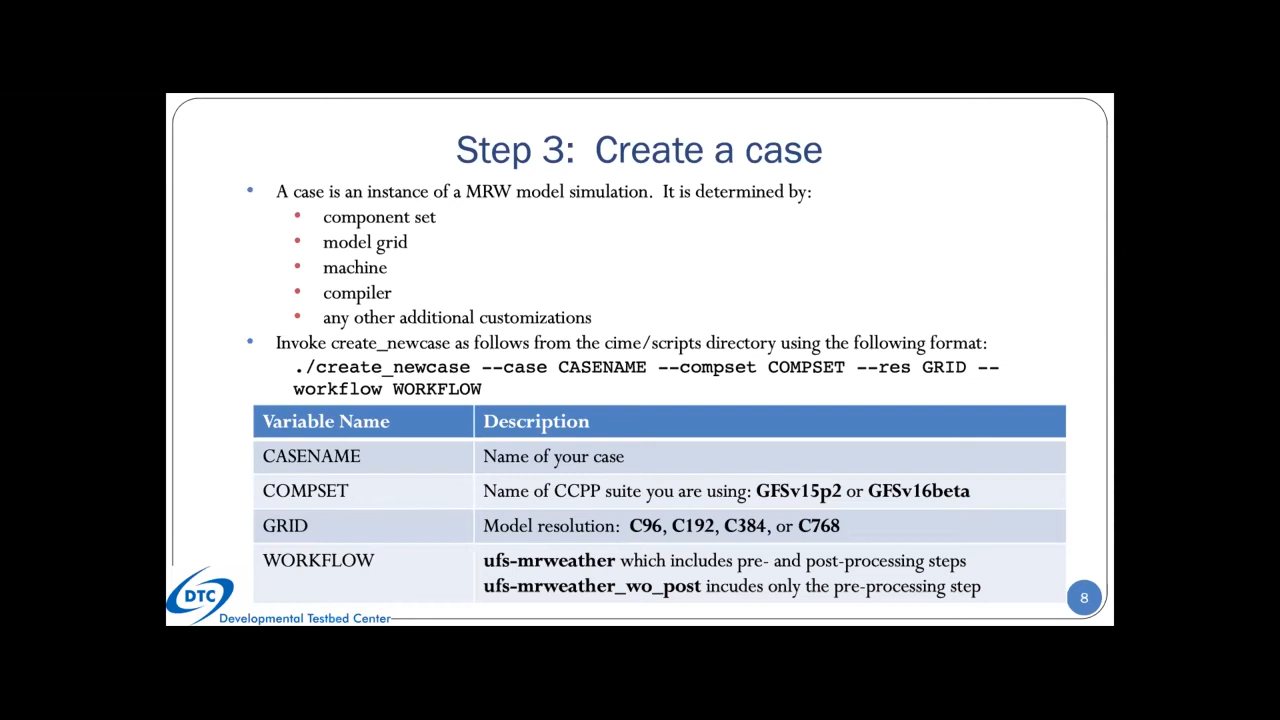 Step 3:  Create a case
• A case is an instance of a MRW model simulation.  It is determined by:
• component set
• model grid
• machine
• compiler
• any other additional customizations
• Invoke create_newcase as follows from the cime/scripts directory using the following format:
./create_newcase --case CASENAME --compset COMPSET --res GRID --
workflow WORKFLOW
Variable Name Description
CASENAME Name of your case
COMPSET Name of CCPP suite you are using: GFSv15p2 or GFSv16beta
GRID Model resolution:  C96, C192, C384, or C768
WORKFLOW ufs-mrweather which includes pre- and post-processing steps
ufs-mrweather_wo_post incudes only the pre-processing step
DTC
Developmental Testbed Center
8